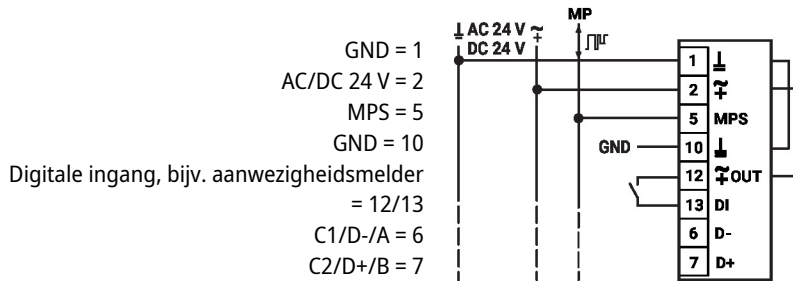 GND = 1
AC/DC 24 V = 2
MPS = 5
GND = 10
Digitale ingang, bijv. aanwezigheidsmelder
= 12/13
C1/D-/A = 6
C2/D+/B = 7
MP
AC 24 V
DC 24 V
1
2
5 MPS
GND 10
12 OUT
13 DI
6 D-
7 D+